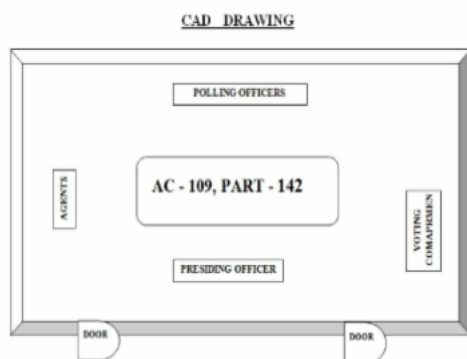 CAD DRAWING
POLLING OFFICERS
AGENTS
AC - 109, PART - 142
VOTING
COMAPRMEN
PRESIDING OFFICER
DOOR
DOOR